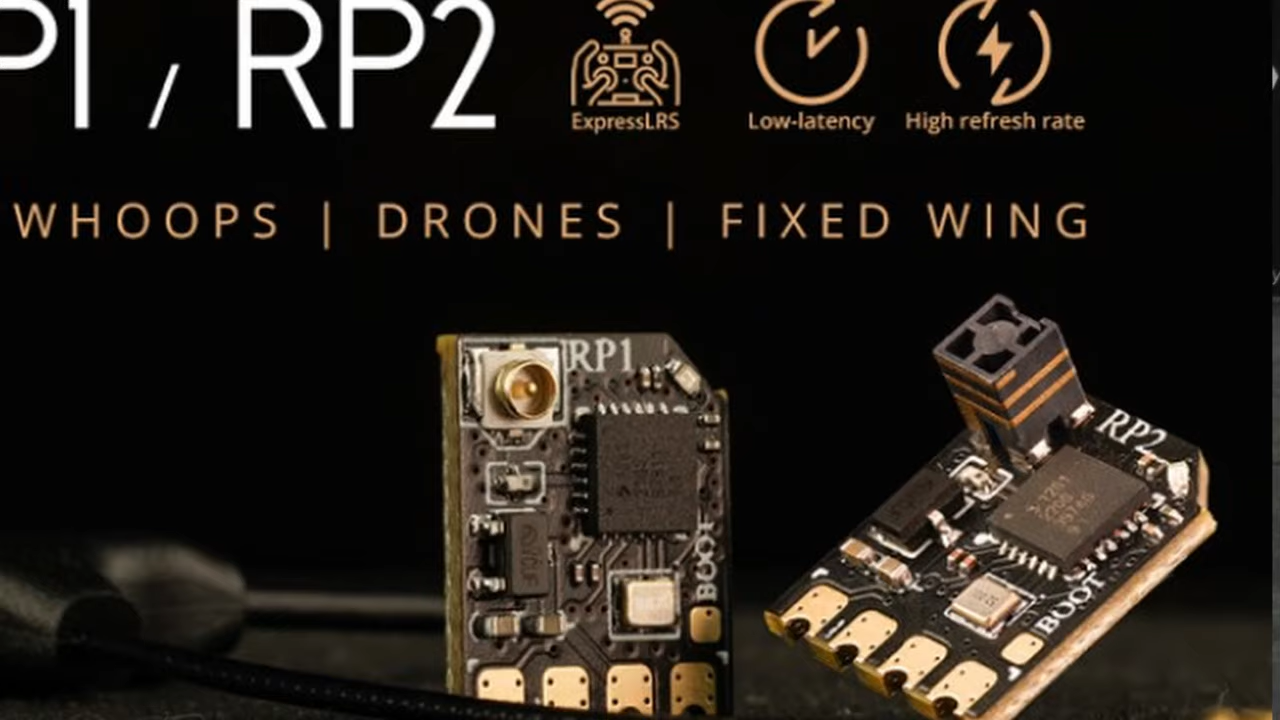 P1 / RP2
ExpressLRS
Low-latency
High refresh rate
WHOOPS | DRONES | FIXED WING
RP1
BOOT
RP2
BOOT